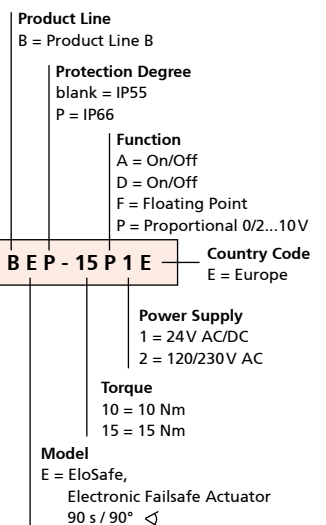 Product Line
B = Product Line B
Protection Degree
blank = IP55
P = IP66
Function
A = On/Off
D = On/Off
F = Floating Point
P = Proportional 0/2...10V
B E P - 15 P 1 E
Country Code
E = Europe
Power Supply
1 = 24V AC/DC
2 = 120/230V AC
Torque
10 = 10 Nm
15 = 15 Nm
Model
E = EloSafe,
Electronic Failsafe Actuator
90 s / 90° ∢